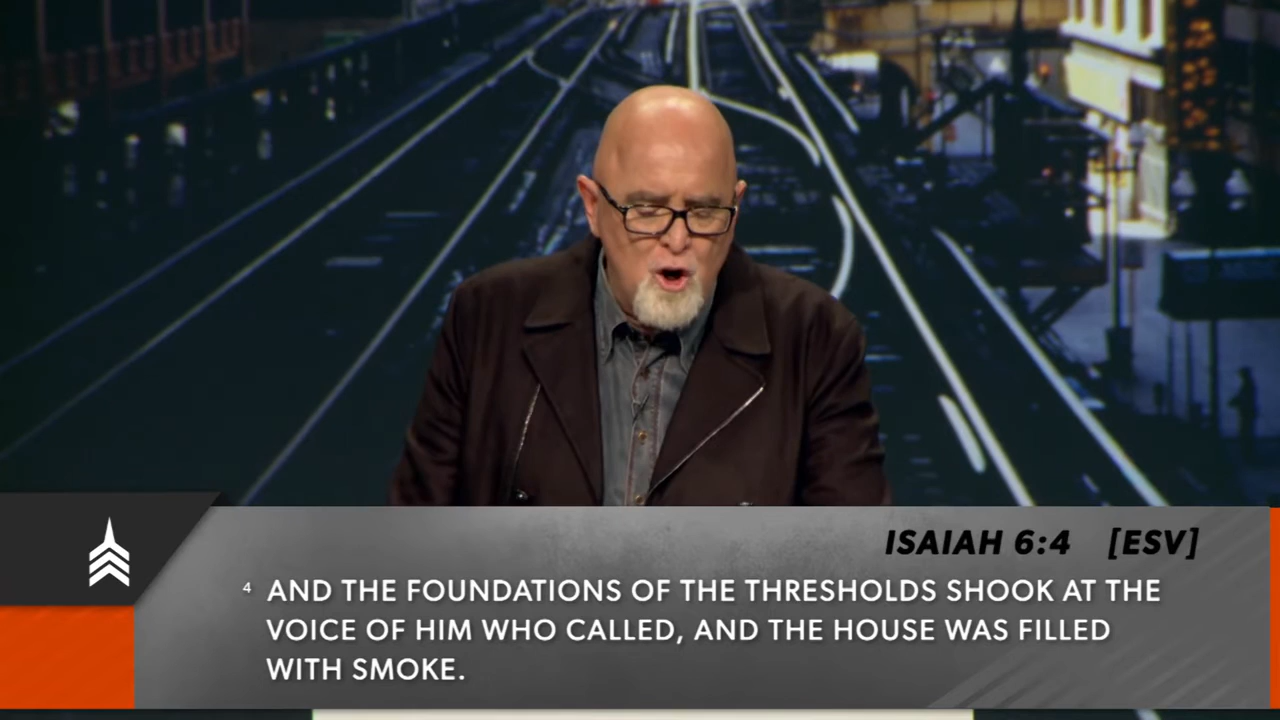 ISAIAH 6:4 [ESV]
4 AND THE FOUNDATIONS OF THE THRESHOLDS SHOOK AT THE
VOICE OF HIM WHO CALLED, AND THE HOUSE WAS FILLED
WITH SMOKE.